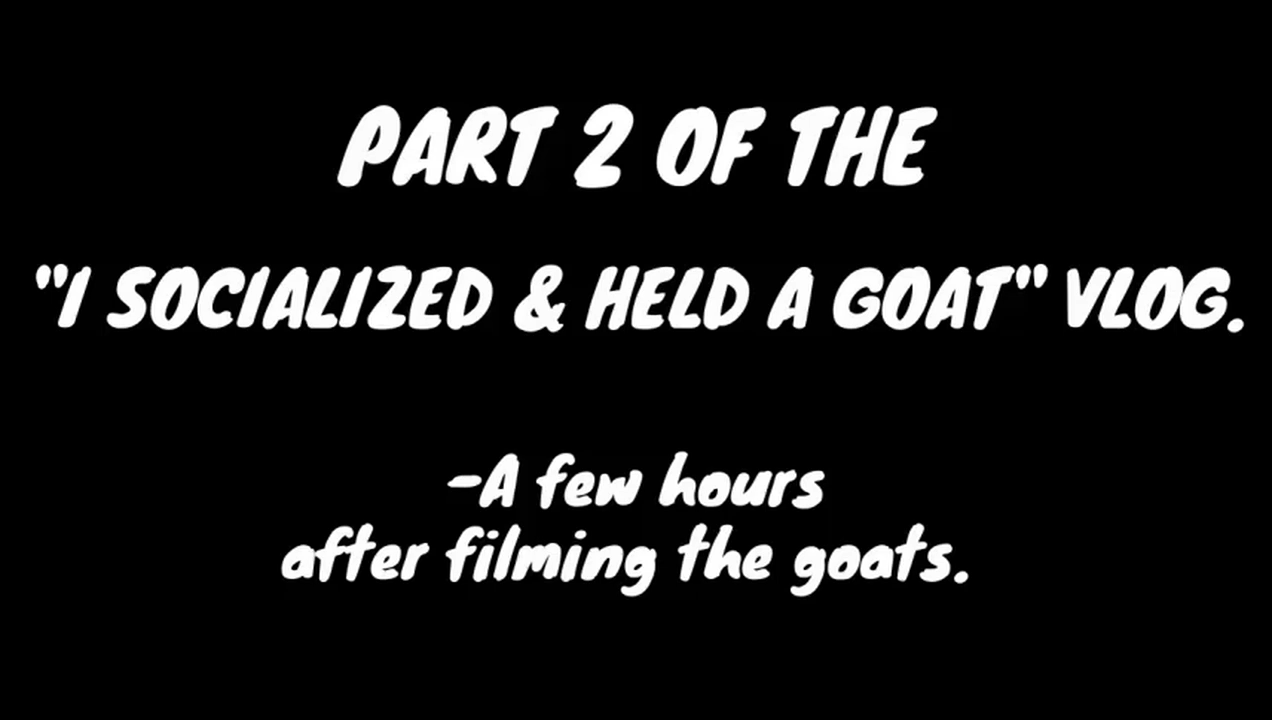 PART 2 OF THE
"I SOCIALIZED & HELD A GOAT" VLOG.
-A few hours
after filming the goats.